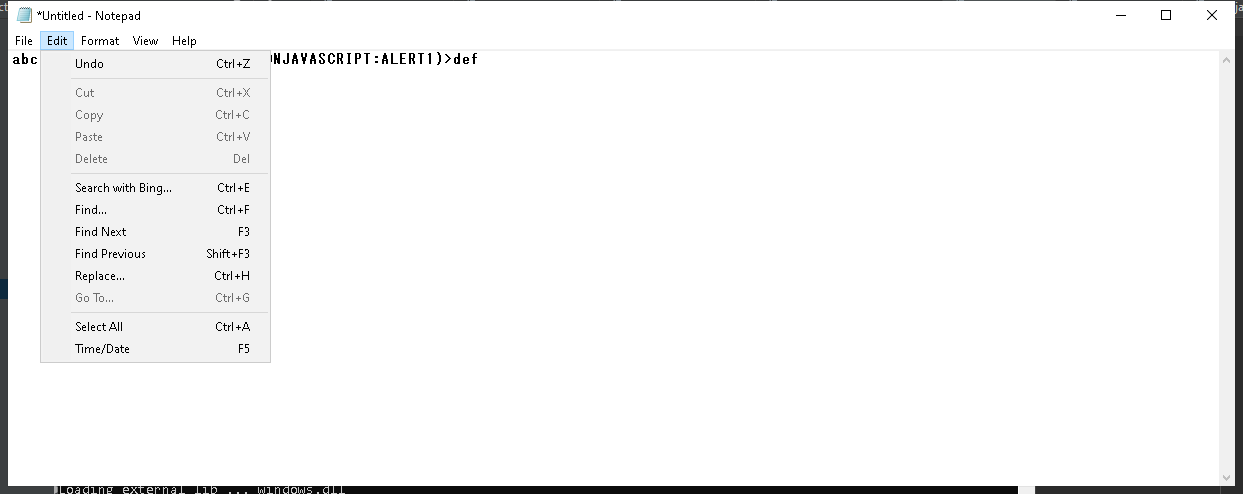 *Untitled - Notepad
File Edit Format View Help
abc NJAVASCRIPT:ALERT1)>def
Undo Ctrl+Z
Cut Ctrl+X
Copy Ctrl+C
Paste Ctrl+V
Delete Del
Search with Bing... Ctrl+E
Find... Ctrl+F
Find Next F3
Find Previous Shift+F3
Replace... Ctrl+H
Go To... Ctrl+G
Select All Ctrl+A
Time/Date F5
Loading external lib ... windows.dll